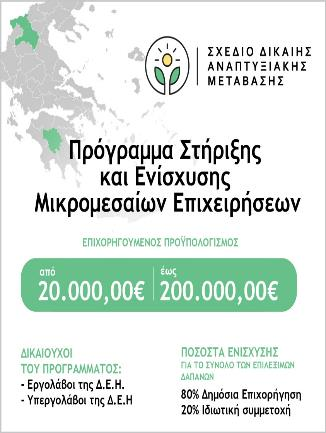 ΣΧΕΔΙΟ ΔΙΚΑΙΗΣ
ΑΝΑΠΤΥΞΙΑΚΗΣ
ΜΕΤΑΒΑΣΗΣ
Πρόγραμμα Στήριξης
και Ενίσχυσης
Μικρομεσαίων Επιχειρήσεων
ΕΠΙΧΟΡΗΓΟΥΜΕΝΟΣ ΠΡΟΫΠΟΛΟΓΙΣΜΟΣ
από
20.000,00€
έως
200.000,00€
ΔΙΚΑΙΟΥΧΟΙ
ΤΟΥ ΠΡΟΓΡΑΜΜΑΤΟΣ:
- Εργολάβοι της Δ.Ε.Η.
- Υπεργολάβοι της Δ.Ε.Η
ΠΟΣΟΣΤΑ ΕΝΙΣΧΥΣΗΣ
ΓΙΑ ΤΟ ΣΥΝΟΛΟ ΤΩΝ ΕΠΙΛΕΞΙΜΩΝ
ΔΑΠΑΝΩΝ
80% Δημόσια Επιχορήγηση
20% Ιδιωτική συμμετοχή